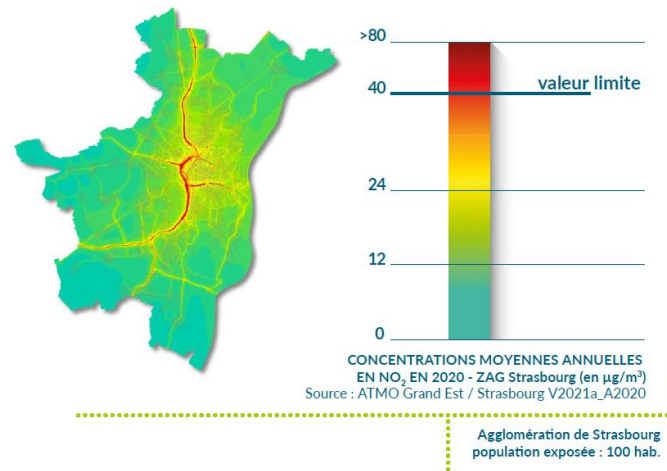 >80
40
valeur limite
24
12
0
CONCENTRATIONS MOYENNES ANNUELLES
EN NO₂ EN 2020 - ZAG Strasbourg (en µg/m³)
Source : ATMO Grand Est / Strasbourg V2021a_A2020
Agglomération de Strasbourg
population exposée : 100 hab.